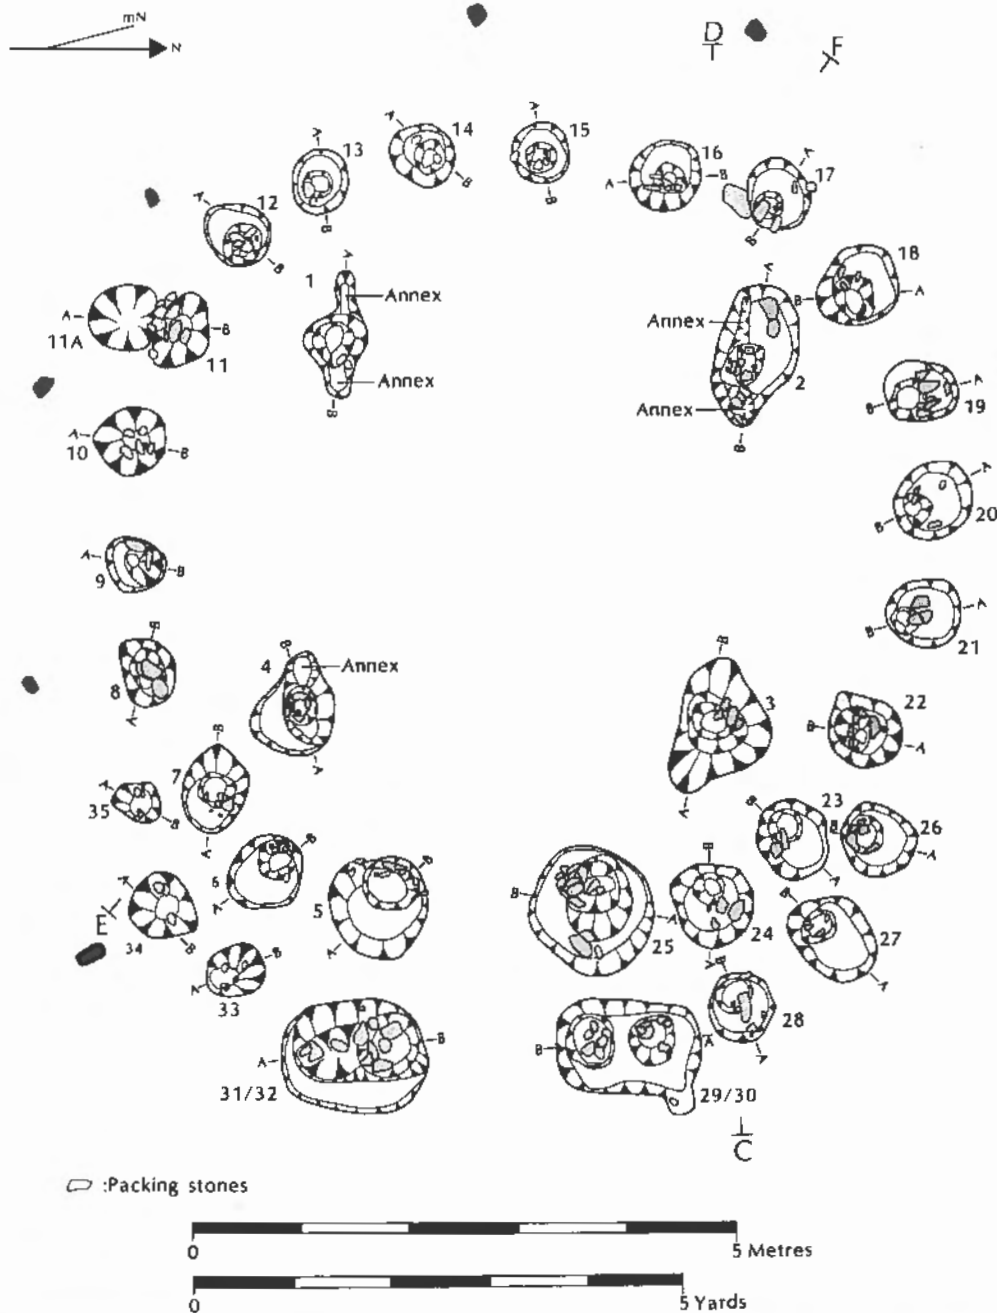 mN
N
D
F
A 13
A 14
A 15
16
A
17
A 12
B
B
A
B
B
1
A
Annex
18
B
A
A
B
11A
11
Annex
B
Annex
A
2
Annex
B
19
A
B
A
10
B
20
A
B
A
9
B
21
A
B
8
B
A
4
B
Annex
A
3
B
A
22
B
A
7
B
A
35
A
B
23
B
A
26
B
A
6
B
A
5
B
A
25
B
A
24
B
A
27
B
A
E
34
A
B
33
A
B
28
B
A
31/32
A
B
29/30
B
A
C
:Packing stones
0
5 Metres
0
5 Yards